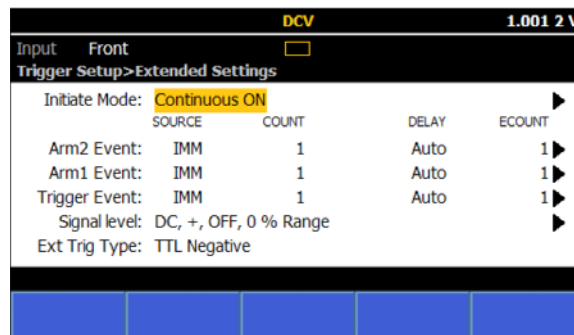 DCV 1.001 2 V
Input Front
Trigger Setup>Extended Settings
Initiate Mode: Continuous ON
SOURCE COUNT DELAY ECOUNT
Arm2 Event: IMM 1 Auto 1
Arm1 Event: IMM 1 Auto 1
Trigger Event: IMM 1 Auto 1
Signal level: DC, +, OFF, 0 % Range
Ext Trig Type: TTL Negative